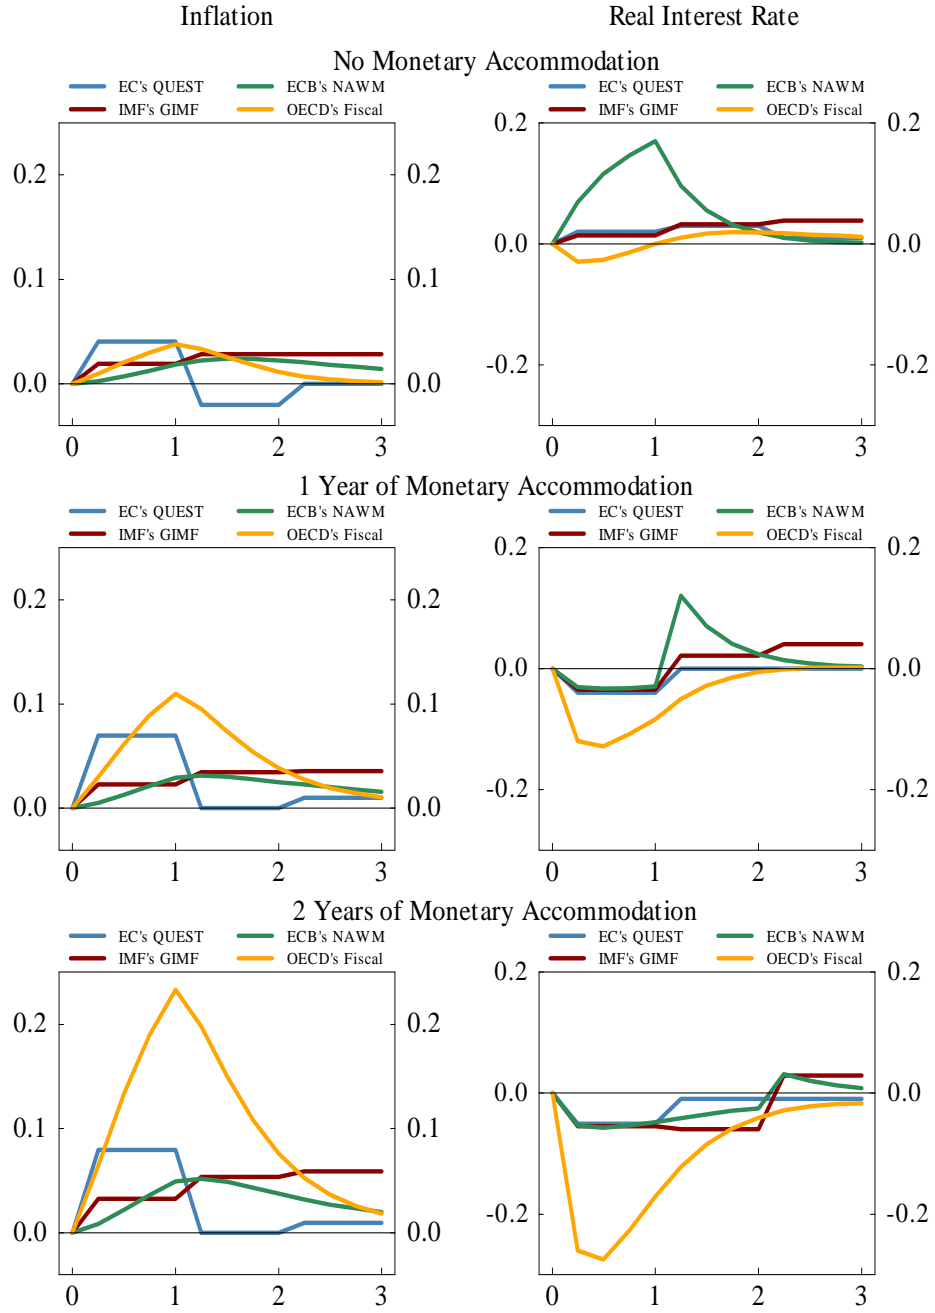 Inflation Real Interest Rate
No Monetary Accommodation
EC's QUEST ECB's NAWM EC's QUEST ECB's NAWM
IMF's GIMF OECD's Fiscal IMF's GIMF OECD's Fiscal
0.2 0.2
0.2 0.2
0.1 0.1
0.0 0.0
0.0 0.0
-0.2 -0.2
0 1 2 3 0 1 2 3
1 Year of Monetary Accommodation
EC's QUEST ECB's NAWM EC's QUEST ECB's NAWM
IMF's GIMF OECD's Fiscal IMF's GIMF OECD's Fiscal
0.2 0.2
0.2 0.2
0.1 0.1
0.0 0.0
0.0 0.0
-0.2 -0.2
0 1 2 3 0 1 2 3
2 Years of Monetary Accommodation
EC's QUEST ECB's NAWM EC's QUEST ECB's NAWM
IMF's GIMF OECD's Fiscal IMF's GIMF OECD's Fiscal
0.2 0.2
0.2 0.2
0.1 0.1
0.0 0.0
0.0 0.0
-0.2 -0.2
0 1 2 3 0 1 2 3